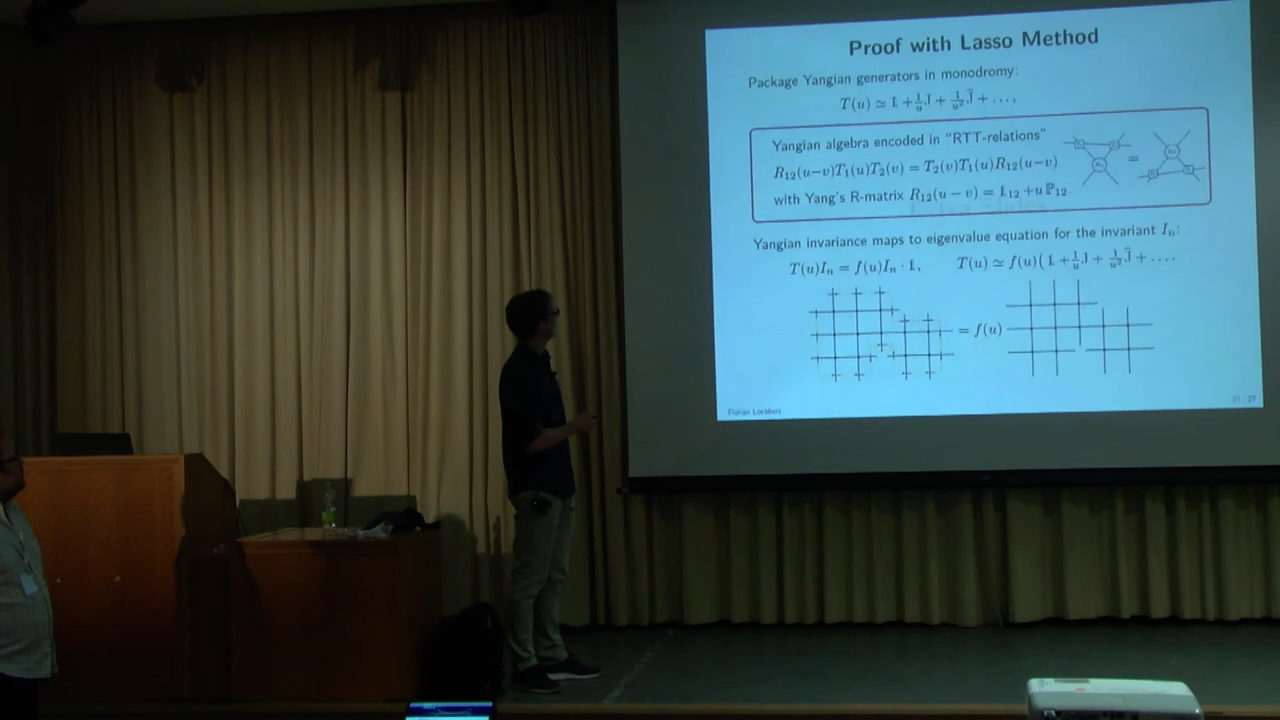 Proof with Lasso Method
Package Yangian generators in monodromy:
T(u) ≃ 𝟙 + 1/u J + 1/u² Ĵ + …,
Yangian algebra encoded in "RTT-relations"
R₁₂(u−v)T₁(u)T₂(v) = T₂(v)T₁(u)R₁₂(u−v)
=
with Yang's R-matrix R₁₂(u − v) = 𝟙₁₂ + uℙ₁₂.
Yangian invariance maps to eigenvalue equation for the invariant Iₙ:
T(u)Iₙ = f(u)Iₙ · 𝟙, T(u) ≃ f(u)(𝟙 + 1/u J + 1/u² Ĵ + ….
= f(u)
Florian Loebbert
/ 27